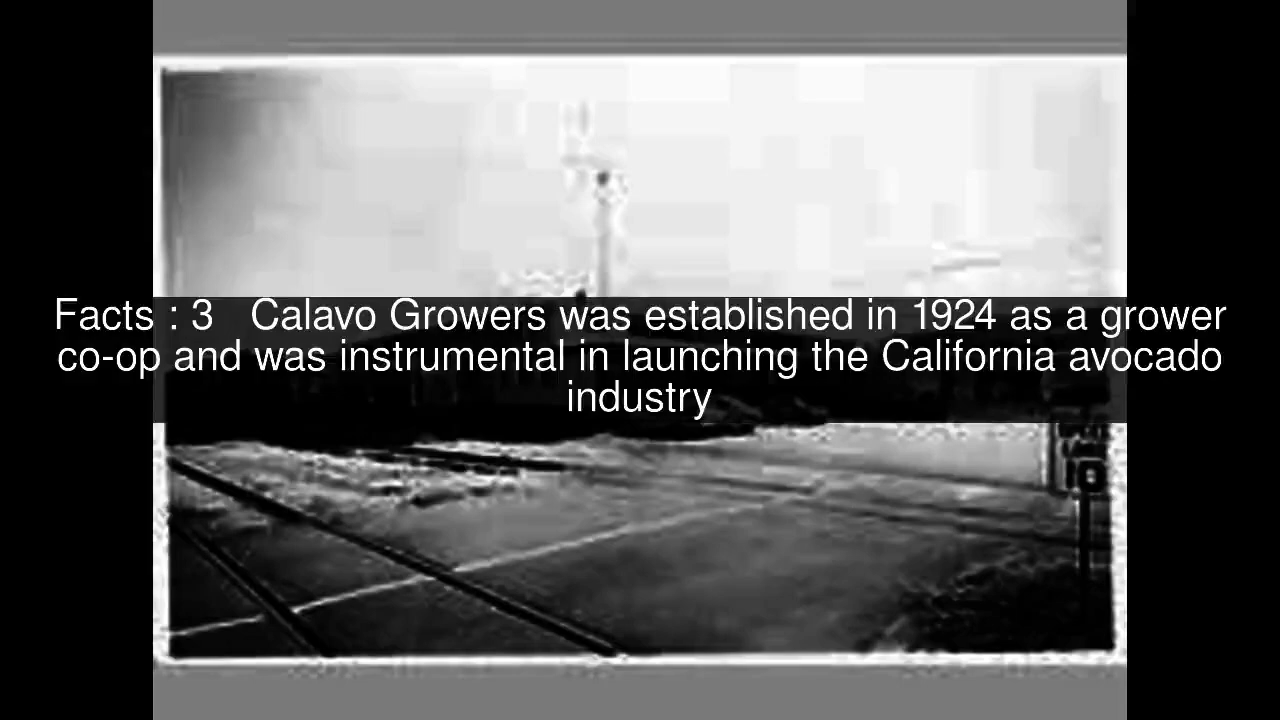 Facts : 3   Calavo Growers was established in 1924 as a grower
co-op and was instrumental in launching the California avocado
industry
10